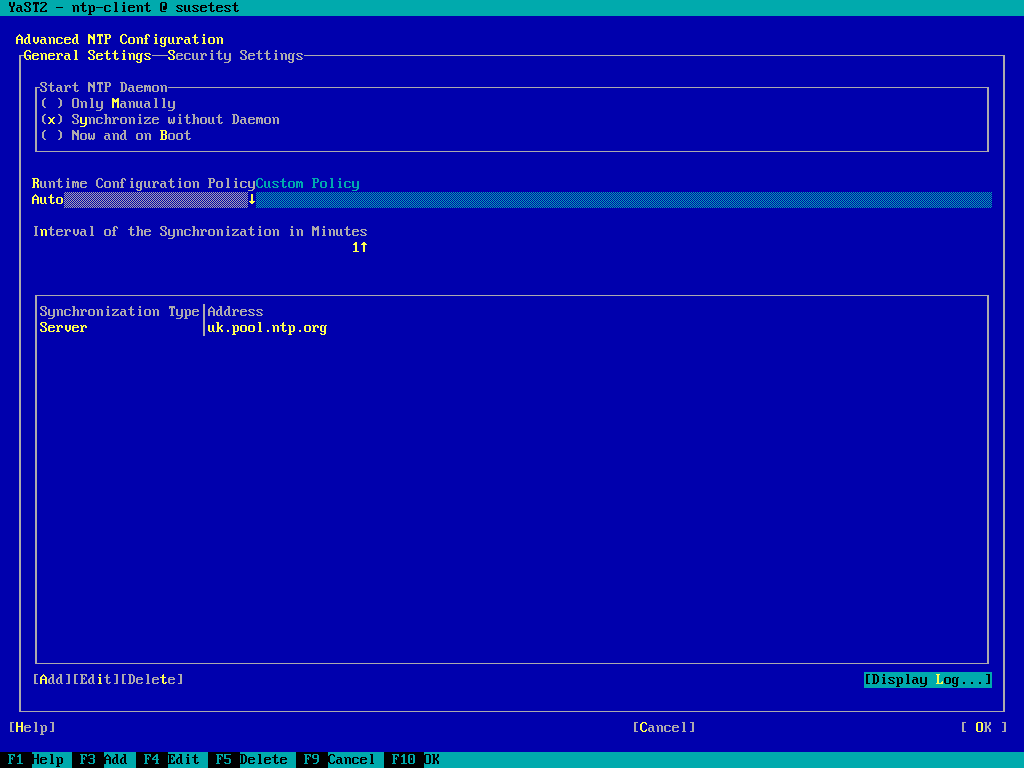 YaST2 - ntp-client @ susetest
Advanced NTP Configuration
General Settings Security Settings
Start NTP Daemon
( ) Only Manually
(x) Synchronize without Daemon
( ) Now and on Boot
Runtime Configuration Policy Custom Policy
Auto ↓
Interval of the Synchronization in Minutes
1↑
Synchronization Type Address
Server uk.pool.ntp.org
[Add][Edit][Delete] [Display Log...]
[Help] [Cancel] [ OK ]
F1 Help F3 Add F4 Edit F5 Delete F9 Cancel F10 OK